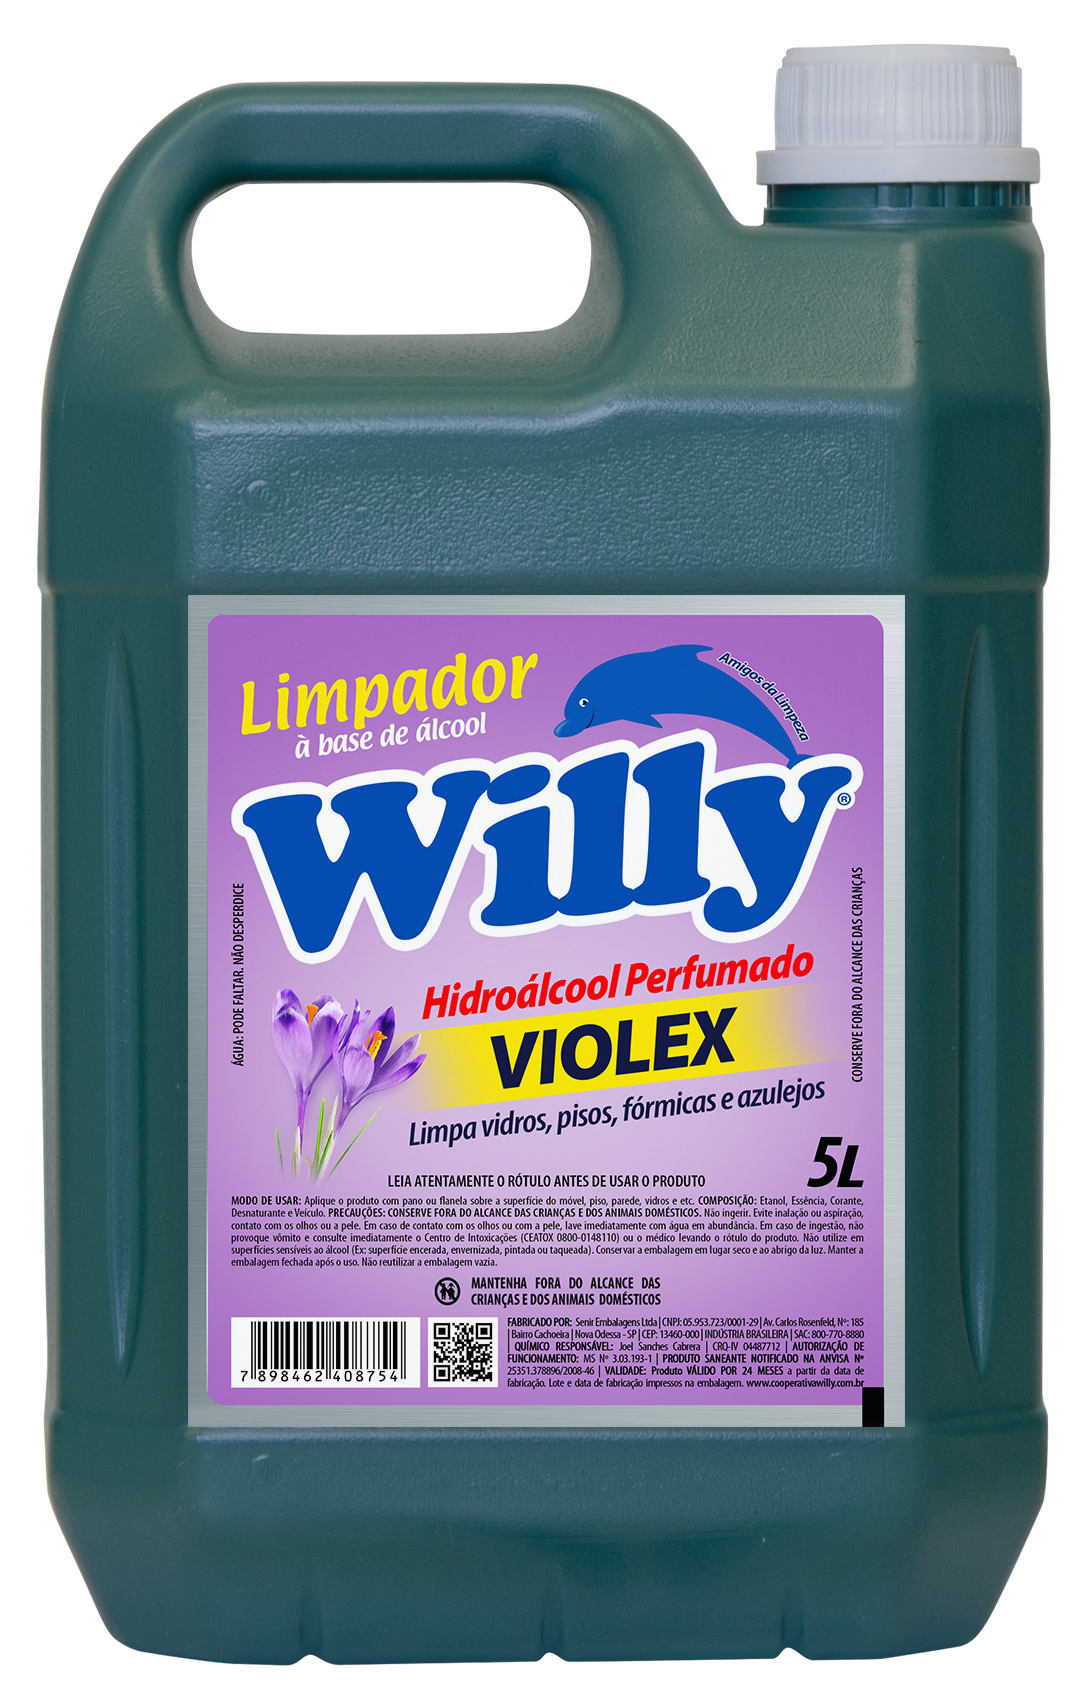 Limpador
à base de álcool
Amigos da Limpeza
Willy®
Hidroálcool Perfumado
VIOLEX
Limpa vidros, pisos, fórmicas e azulejos
5L
ÁGUA: PODE FALTAR. NÃO DESPERDICE
CONSERVE FORA DO ALCANCE DAS CRIANÇAS
LEIA ATENTAMENTE O RÓTULO ANTES DE USAR O PRODUTO
MODO DE USAR: Aplique o produto com pano ou flanela sobre a superfície do móvel, piso, parede, vidros e etc. COMPOSIÇÃO: Etanol, Essência, Corante,
Desnaturante e Veículo. PRECAUÇÕES: CONSERVE FORA DO ALCANCE DAS CRIANÇAS E DOS ANIMAIS DOMÉSTICOS. Não ingerir. Evite inalação ou aspiração,
contato com os olhos ou a pele. Em caso de contato com os olhos ou com a pele, lave imediatamente com água em abundância. Em caso de ingestão, não
provoque vômito e consulte imediatamente o Centro de Intoxicações (CEATOX 0800-0148110) ou o médico levando o rótulo do produto. Não utilize em
superfícies sensíveis ao álcool (Ex: superfície encerada, envernizada, pintada ou taqueada). Conservar a embalagem em lugar seco e ao abrigo da luz. Manter a
embalagem fechada após o uso. Não reutilizar a embalagem vazia.
MANTENHA FORA DO ALCANCE DAS
CRIANÇAS E DOS ANIMAIS DOMÉSTICOS
7 898462 408754
FABRICADO POR: Senir Embalagens Ltda | CNPJ: 05.953.723/0001-29 | Av. Carlos Rosenfeld, Nº: 185
| Bairro Cachoeira | Nova Odessa - SP | CEP: 13460-000 | INDÚSTRIA BRASILEIRA | SAC: 800-770-8880
| QUÍMICO RESPONSÁVEL: Joel Sanches Cabrera | CRQ-IV 04487712 | AUTORIZAÇÃO DE
FUNCIONAMENTO: MS Nº 3.03.193-1 | PRODUTO SANEANTE NOTIFICADO NA ANVISA Nº
25351.378896/2008-46 | VALIDADE: Produto VÁLIDO POR 24 MESES a partir da data de
fabricação. Lote e data de fabricação impressos na embalagem. www.cooperativawilly.com.br